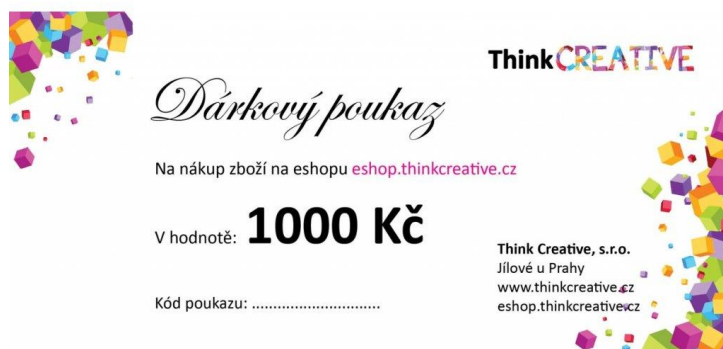 ThinkCREATIVE
Dárkový poukaz
Na nákup zboží na eshopu eshop.thinkcreative.cz
V hodnotě: 1000 Kč
Kód poukazu: ..............................
Think Creative, s.r.o.
Jílové u Prahy
www.thinkcreative.cz
eshop.thinkcreative.cz